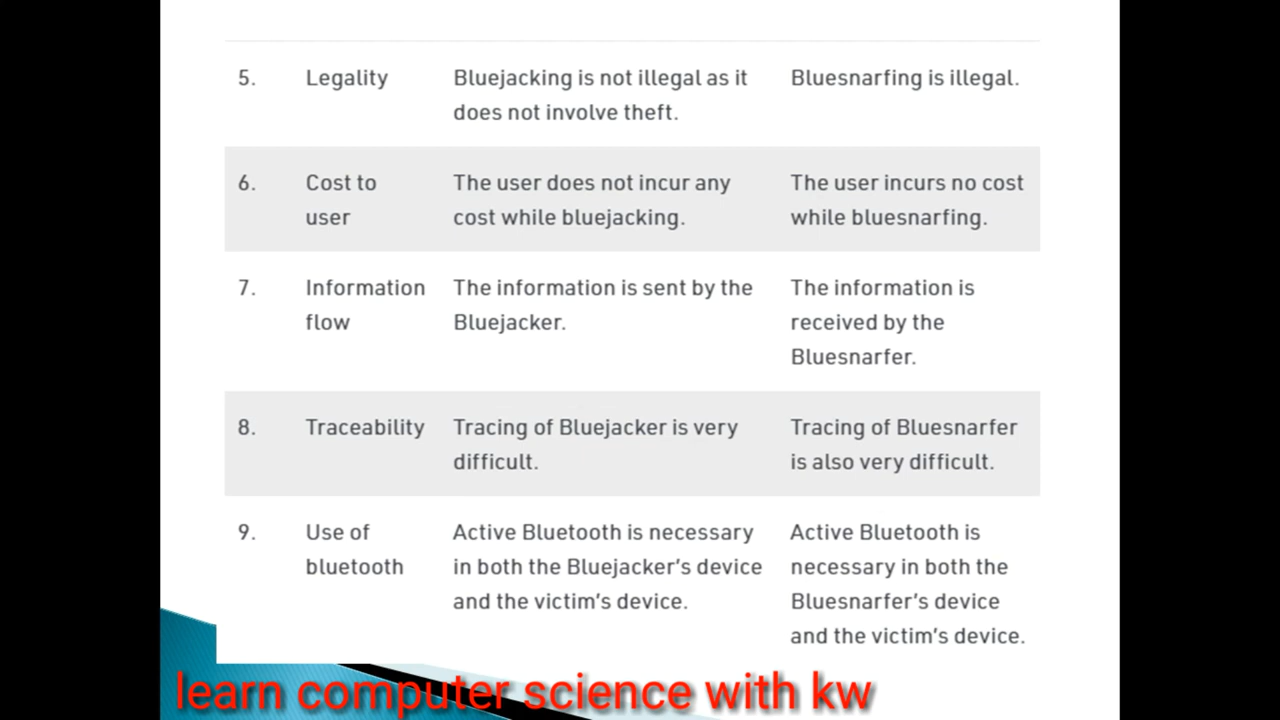 5. Legality Bluejacking is not illegal as it Bluesnarfing is illegal.
does not involve theft.
6. Cost to The user does not incur any The user incurs no cost
user cost while bluejacking. while bluesnarfing.
7. Information The information is sent by the The information is
flow Bluejacker. received by the
Bluesnarfer.
8. Traceability Tracing of Bluejacker is very Tracing of Bluesnarfer
difficult. is also very difficult.
9. Use of Active Bluetooth is necessary Active Bluetooth is
bluetooth in both the Bluejacker’s device necessary in both the
and the victim’s device. Bluesnarfer’s device
and the victim’s device.
learn computer science with kw